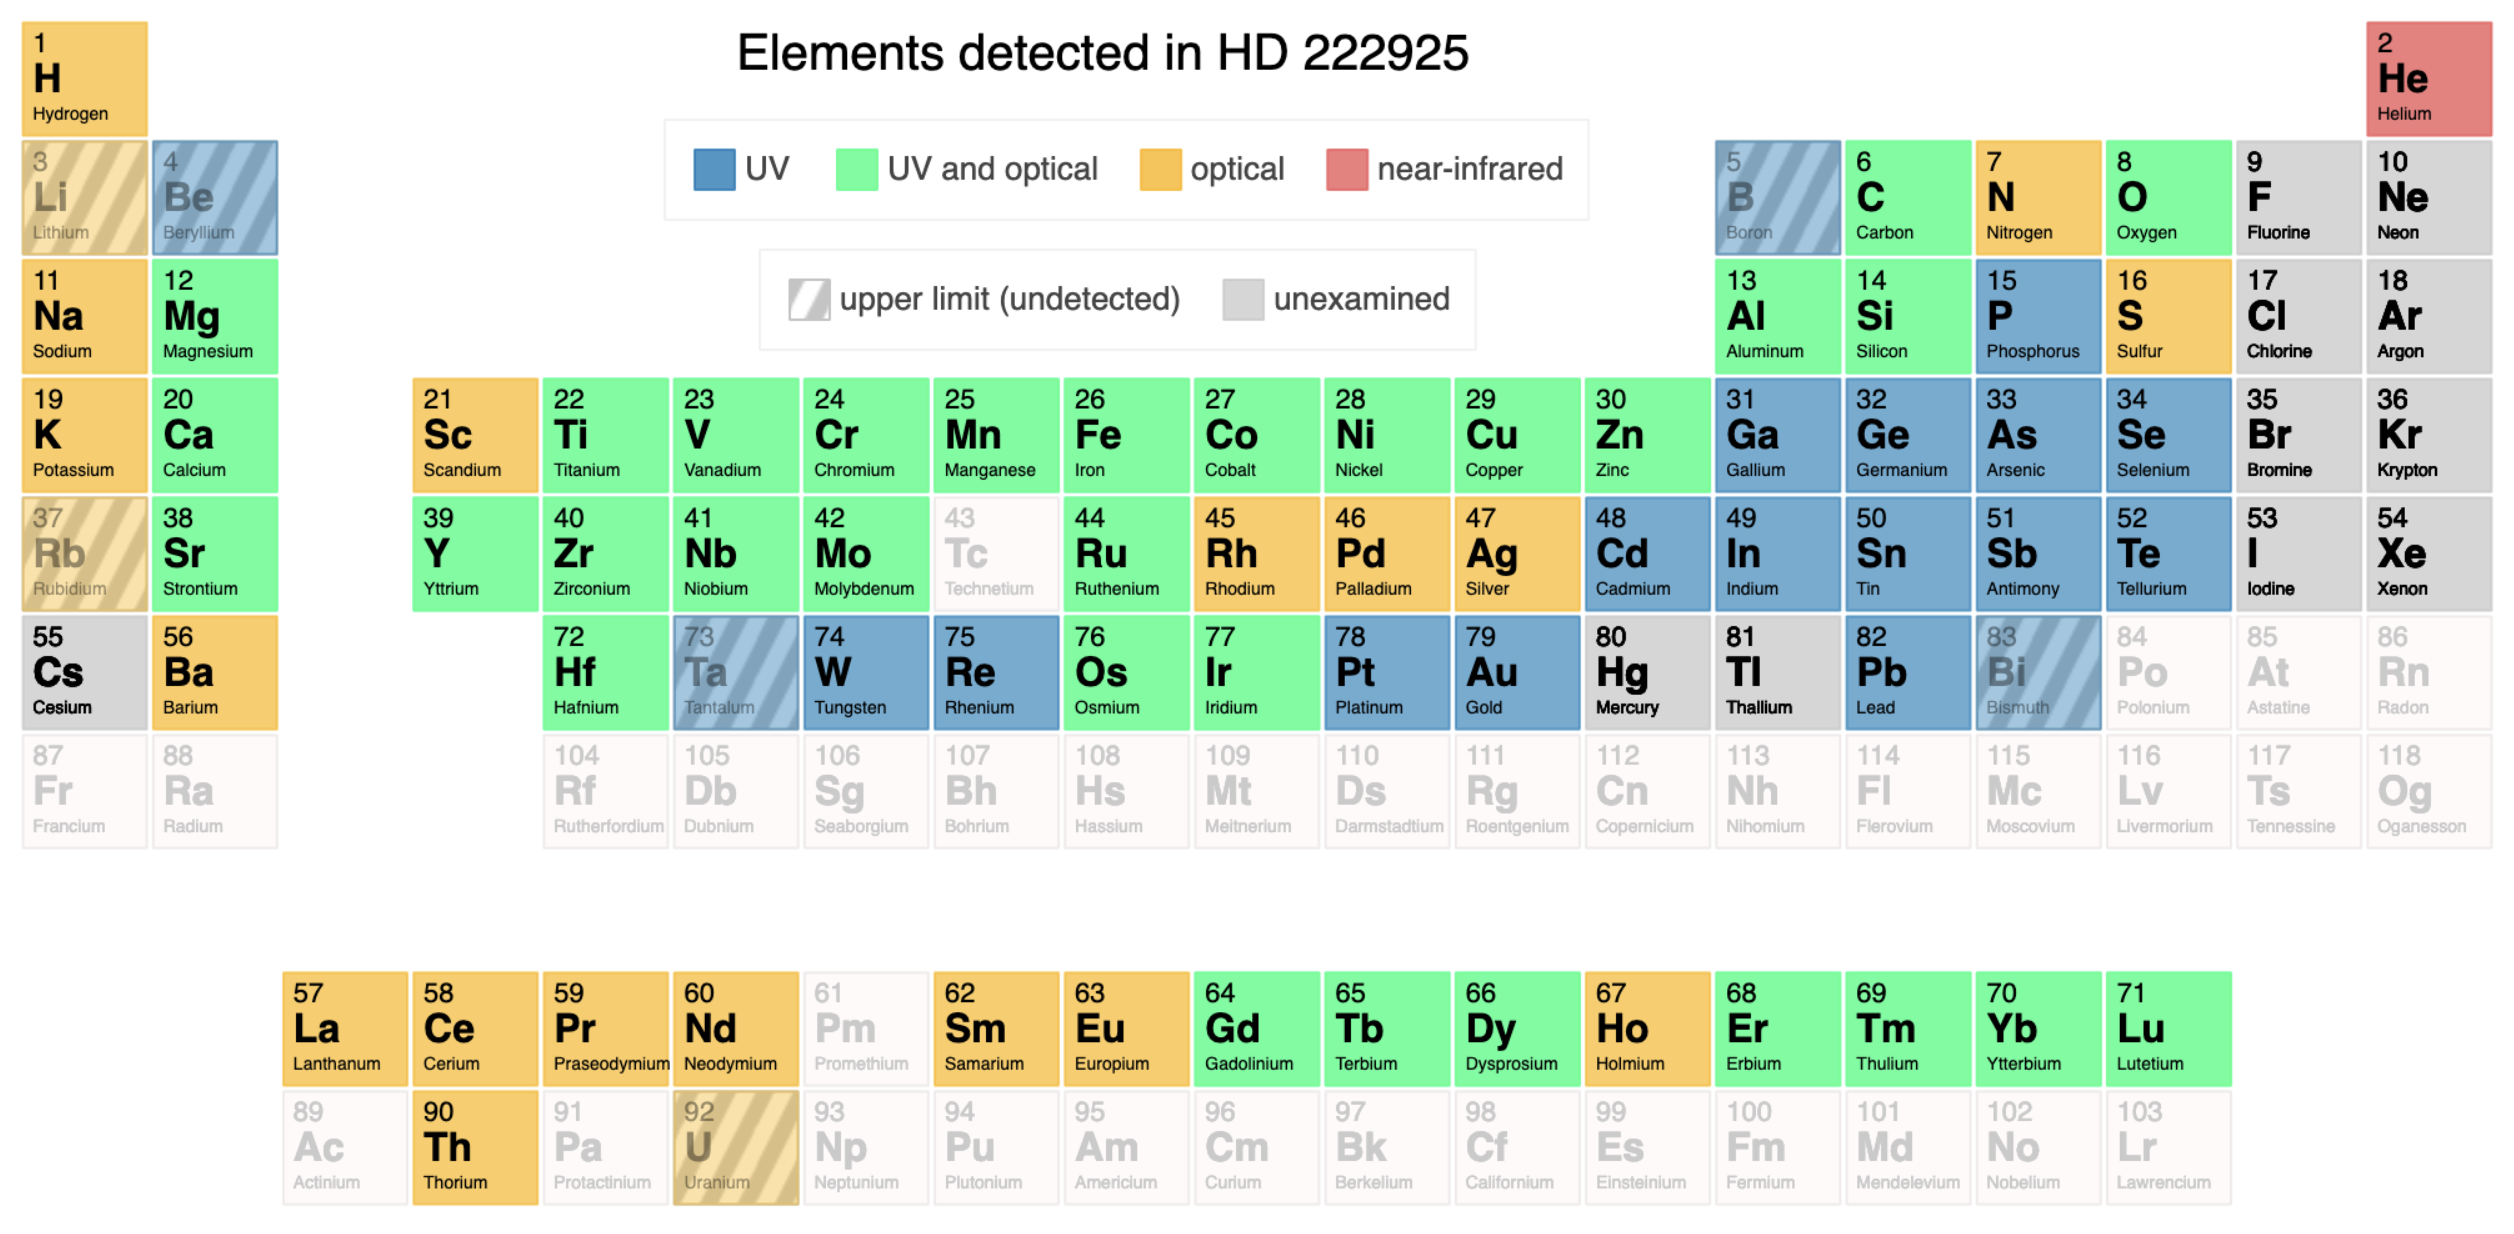 Elements detected in HD 222925
UV
UV and optical
optical
near-infrared
upper limit (undetected)
unexamined
1
H
Hydrogen
2
He
Helium
3
Li
Lithium
4
Be
Beryllium
5
B
Boron
6
C
Carbon
7
N
Nitrogen
8
O
Oxygen
9
F
Fluorine
10
Ne
Neon
11
Na
Sodium
12
Mg
Magnesium
13
Al
Aluminum
14
Si
Silicon
15
P
Phosphorus
16
S
Sulfur
17
Cl
Chlorine
18
Ar
Argon
19
K
Potassium
20
Ca
Calcium
21
Sc
Scandium
22
Ti
Titanium
23
V
Vanadium
24
Cr
Chromium
25
Mn
Manganese
26
Fe
Iron
27
Co
Cobalt
28
Ni
Nickel
29
Cu
Copper
30
Zn
Zinc
31
Ga
Gallium
32
Ge
Germanium
33
As
Arsenic
34
Se
Selenium
35
Br
Bromine
36
Kr
Krypton
37
Rb
Rubidium
38
Sr
Strontium
39
Y
Yttrium
40
Zr
Zirconium
41
Nb
Niobium
42
Mo
Molybdenum
43
Tc
Technetium
44
Ru
Ruthenium
45
Rh
Rhodium
46
Pd
Palladium
47
Ag
Silver
48
Cd
Cadmium
49
In
Indium
50
Sn
Tin
51
Sb
Antimony
52
Te
Tellurium
53
I
Iodine
54
Xe
Xenon
55
Cs
Cesium
56
Ba
Barium
72
Hf
Hafnium
73
Ta
Tantalum
74
W
Tungsten
75
Re
Rhenium
76
Os
Osmium
77
Ir
Iridium
78
Pt
Platinum
79
Au
Gold
80
Hg
Mercury
81
Tl
Thallium
82
Pb
Lead
83
Bi
Bismuth
84
Po
Polonium
85
At
Astatine
86
Rn
Radon
87
Fr
Francium
88
Ra
Radium
104
Rf
Rutherfordium
105
Db
Dubnium
106
Sg
Seaborgium
107
Bh
Bohrium
108
Hs
Hassium
109
Mt
Meitnerium
110
Ds
Darmstadtium
111
Rg
Roentgenium
112
Cn
Copernicium
113
Nh
Nihomium
114
Fl
Flerovium
115
Mc
Moscovium
116
Lv
Livermorium
117
Ts
Tennessine
118
Og
Oganesson
57
La
Lanthanum
58
Ce
Cerium
59
Pr
Praseodymium
60
Nd
Neodymium
61
Pm
Promethium
62
Sm
Samarium
63
Eu
Europium
64
Gd
Gadolinium
65
Tb
Terbium
66
Dy
Dysprosium
67
Ho
Holmium
68
Er
Erbium
69
Tm
Thulium
70
Yb
Ytterbium
71
Lu
Lutetium
89
Ac
Actinium
90
Th
Thorium
91
Pa
Protactinium
92
U
Uranium
93
Np
Neptunium
94
Pu
Plutonium
95
Am
Americium
96
Cm
Curium
97
Bk
Berkelium
98
Cf
Californium
99
Es
Einsteinium
100
Fm
Fermium
101
Md
Mendelevium
102
No
Nobelium
103
Lr
Lawrencium